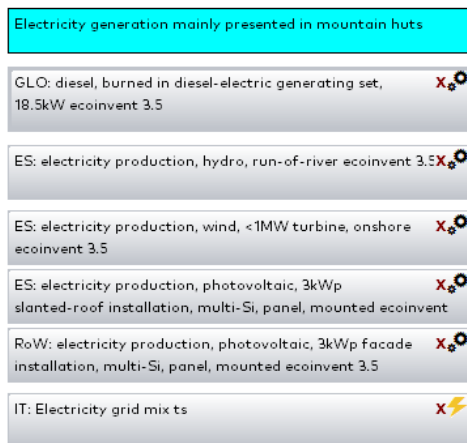 Electricity generation mainly presented in mountain huts
GLO: diesel, burned in diesel-electric generating set,
18.5kW ecoinvent 3.5
X
ES: electricity production, hydro, run-of-river ecoinvent 3.5
X
ES: electricity production, wind, <1MW turbine, onshore
ecoinvent 3.5
X
ES: electricity production, photovoltaic, 3kWp
slanted-roof installation, multi-Si, panel, mounted ecoinvent
X
RoW: electricity production, photovoltaic, 3kWp facade
installation, multi-Si, panel, mounted ecoinvent 3.5
X
IT: Electricity grid mix ts
X